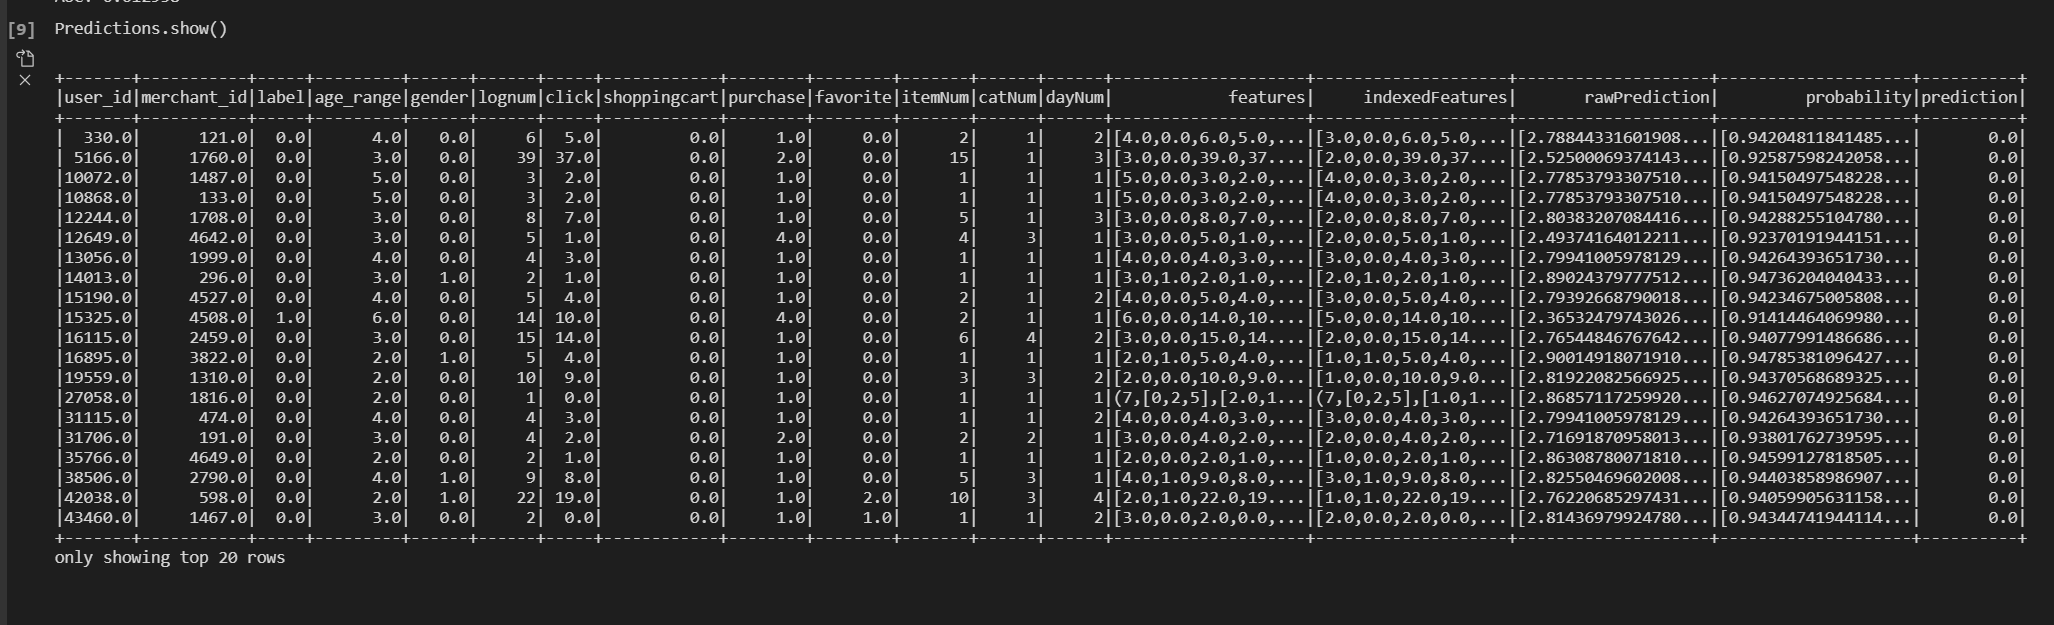 [9] Predictions.show()
+-------+-----------+-----+---------+------+------+-----+------------+--------+--------+-------+------+------+--------------------+--------------------+--------------------+--------------------+----------+
|user_id|merchant_id|label|age_range|gender|lognum|click|shoppingcart|purchase|favorite|itemNum|catNum|dayNum|            features|     indexedFeatures|       rawPrediction|         probability|prediction|
+-------+-----------+-----+---------+------+------+-----+------------+--------+--------+-------+------+------+--------------------+--------------------+--------------------+--------------------+----------+
|  330.0|      121.0|  0.0|      4.0|   0.0|     6|  5.0|         0.0|     1.0|     0.0|      2|     1|     2|[4.0,0.0,6.0,5.0,...|[3.0,0.0,6.0,5.0,...|[2.78844331601908...|[0.94204811841485...|       0.0|
| 5166.0|     1760.0|  0.0|      3.0|   0.0|    39| 37.0|         0.0|     2.0|     0.0|     15|     1|     3|[3.0,0.0,39.0,37....|[2.0,0.0,39.0,37....|[2.52500069374143...|[0.92587598242058...|       0.0|
|10072.0|     1487.0|  0.0|      5.0|   0.0|     3|  2.0|         0.0|     1.0|     0.0|      1|     1|     1|[5.0,0.0,3.0,2.0,...|[4.0,0.0,3.0,2.0,...|[2.77853793307510...|[0.94150497548228...|       0.0|
|10868.0|      133.0|  0.0|      5.0|   0.0|     3|  2.0|         0.0|     1.0|     0.0|      1|     1|     1|[5.0,0.0,3.0,2.0,...|[4.0,0.0,3.0,2.0,...|[2.77853793307510...|[0.94150497548228...|       0.0|
|12244.0|     1708.0|  0.0|      3.0|   0.0|     8|  7.0|         0.0|     1.0|     0.0|      5|     1|     3|[3.0,0.0,8.0,7.0,...|[2.0,0.0,8.0,7.0,...|[2.80383207084416...|[0.94288255104780...|       0.0|
|12649.0|     4642.0|  0.0|      3.0|   0.0|     5|  1.0|         0.0|     4.0|     0.0|      4|     3|     1|[3.0,0.0,5.0,1.0,...|[2.0,0.0,5.0,1.0,...|[2.49374164012211...|[0.92370191944151...|       0.0|
|13056.0|     1999.0|  0.0|      4.0|   0.0|     4|  3.0|         0.0|     1.0|     0.0|      1|     1|     1|[4.0,0.0,4.0,3.0,...|[3.0,0.0,4.0,3.0,...|[2.79941005978129...|[0.94264393651730...|       0.0|
|14013.0|      296.0|  0.0|      3.0|   1.0|     2|  1.0|         0.0|     1.0|     0.0|      1|     1|     1|[3.0,1.0,2.0,1.0,...|[2.0,1.0,2.0,1.0,...|[2.89024379777512...|[0.94736204040433...|       0.0|
|15190.0|     4527.0|  0.0|      4.0|   0.0|     5|  4.0|         0.0|     1.0|     0.0|      2|     1|     2|[4.0,0.0,5.0,4.0,...|[3.0,0.0,5.0,4.0,...|[2.79392668790018...|[0.94234675005808...|       0.0|
|15325.0|     4508.0|  1.0|      6.0|   0.0|    14| 10.0|         0.0|     4.0|     0.0|      2|     1|     1|[6.0,0.0,14.0,10....|[5.0,0.0,14.0,10....|[2.36532479743026...|[0.91414464069980...|       0.0|
|16115.0|     2459.0|  0.0|      3.0|   0.0|    15| 14.0|         0.0|     1.0|     0.0|      6|     4|     2|[3.0,0.0,15.0,14....|[2.0,0.0,15.0,14....|[2.76544846767642...|[0.94077991486686...|       0.0|
|16895.0|     3822.0|  0.0|      2.0|   1.0|     5|  4.0|         0.0|     1.0|     0.0|      1|     1|     1|[2.0,1.0,5.0,4.0,...|[1.0,1.0,5.0,4.0,...|[2.90014918071910...|[0.94785381096427...|       0.0|
|19559.0|     1310.0|  0.0|      2.0|   0.0|    10|  9.0|         0.0|     1.0|     0.0|      3|     3|     2|[2.0,0.0,10.0,9.0...|[1.0,0.0,10.0,9.0...|[2.81922082566925...|[0.94370568689325...|       0.0|
|27058.0|     1816.0|  0.0|      2.0|   0.0|     1|  0.0|         0.0|     1.0|     0.0|      1|     1|     1|(7,[0,2,5],[2.0,1...|(7,[0,2,5],[1.0,1...|[2.86857117259920...|[0.94627074925684...|       0.0|
|31115.0|      474.0|  0.0|      4.0|   0.0|     4|  3.0|         0.0|     1.0|     0.0|      1|     1|     2|[4.0,0.0,4.0,3.0,...|[3.0,0.0,4.0,3.0,...|[2.79941005978129...|[0.94264393651730...|       0.0|
|31706.0|      191.0|  0.0|      3.0|   0.0|     4|  2.0|         0.0|     2.0|     0.0|      2|     2|     1|[3.0,0.0,4.0,2.0,...|[2.0,0.0,4.0,2.0,...|[2.71691870958013...|[0.93801762739595...|       0.0|
|35766.0|     4649.0|  0.0|      2.0|   0.0|     2|  1.0|         0.0|     1.0|     0.0|      1|     1|     1|[2.0,0.0,2.0,1.0,...|[1.0,0.0,2.0,1.0,...|[2.86308780071810...|[0.94599127818505...|       0.0|
|38506.0|     2790.0|  0.0|      4.0|   1.0|     9|  8.0|         0.0|     1.0|     0.0|      5|     3|     1|[4.0,1.0,9.0,8.0,...|[3.0,1.0,9.0,8.0,...|[2.82550469602008...|[0.94403858986907...|       0.0|
|42038.0|      598.0|  0.0|      2.0|   1.0|    22| 19.0|         0.0|     1.0|     2.0|     10|     3|     4|[2.0,1.0,22.0,19....|[1.0,1.0,22.0,19....|[2.76220685297431...|[0.94059905631158...|       0.0|
|43460.0|     1467.0|  0.0|      3.0|   0.0|     2|  0.0|         0.0|     1.0|     1.0|      1|     1|     2|[3.0,0.0,2.0,0.0,...|[2.0,0.0,2.0,0.0,...|[2.81436979924780...|[0.94344741944114...|       0.0|
+-------+-----------+-----+---------+------+------+-----+------------+--------+--------+-------+------+------+--------------------+--------------------+--------------------+--------------------+----------+
only showing top 20 rows